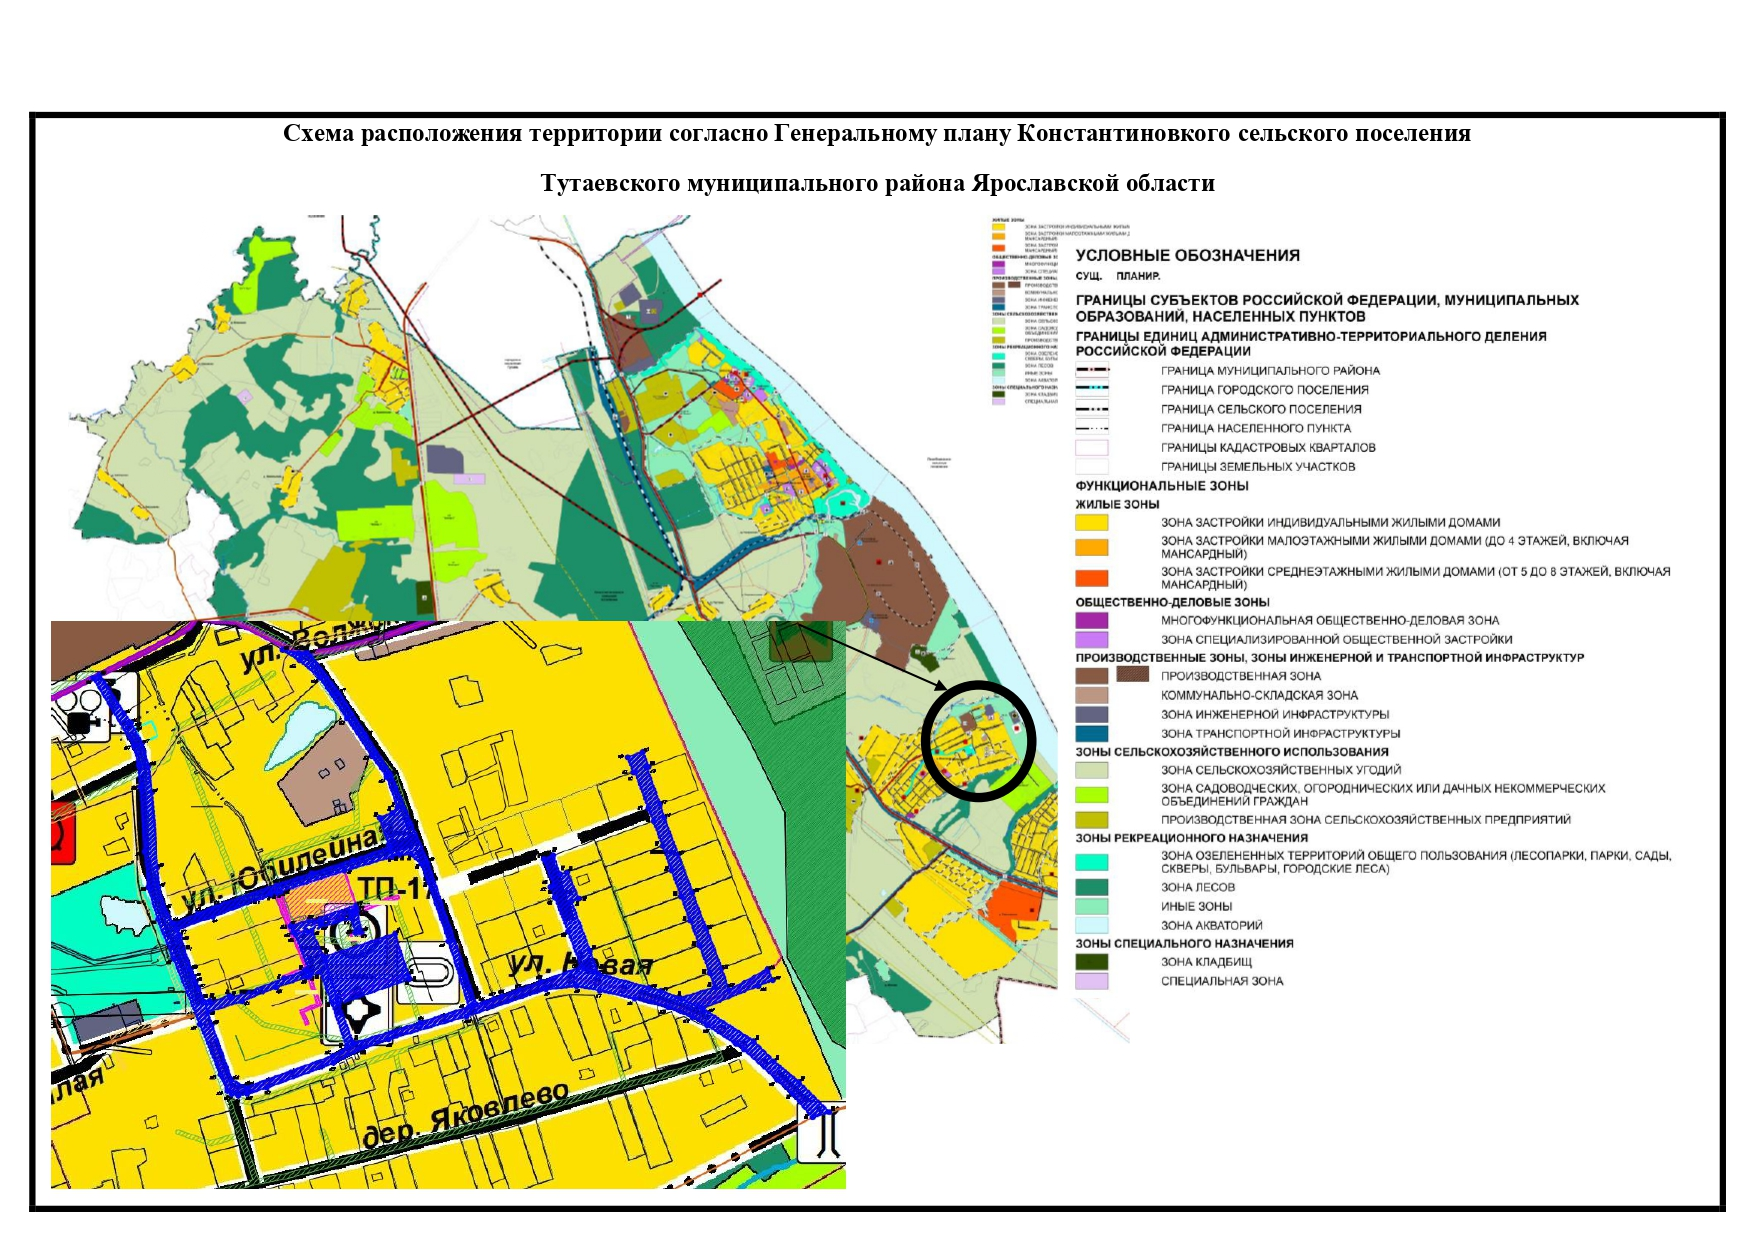 Схема расположения территории согласно Генеральному плану Константиновкого сельского поселения
Тутаевского муниципального района Ярославской области
ЖИЛЫЕ ЗОНЫ
УСЛОВНЫЕ ОБОЗНАЧЕНИЯ
СУЩ. ПЛАНИР.
ГРАНИЦЫ СУБЪЕКТОВ РОССИЙСКОЙ ФЕДЕРАЦИИ, МУНИЦИПАЛЬНЫХ
ОБРАЗОВАНИЙ, НАСЕЛЕННЫХ ПУНКТОВ
ГРАНИЦЫ ЕДИНИЦ АДМИНИСТРАТИВНО-ТЕРРИТОРИАЛЬНОГО ДЕЛЕНИЯ
РОССИЙСКОЙ ФЕДЕРАЦИИ
ГРАНИЦА МУНИЦИПАЛЬНОГО РАЙОНА
ГРАНИЦА ГОРОДСКОГО ПОСЕЛЕНИЯ
ГРАНИЦА СЕЛЬСКОГО ПОСЕЛЕНИЯ
ГРАНИЦА НАСЕЛЕННОГО ПУНКТА
ГРАНИЦЫ КАДАСТРОВЫХ КВАРТАЛОВ
ГРАНИЦЫ ЗЕМЕЛЬНЫХ УЧАСТКОВ
ФУНКЦИОНАЛЬНЫЕ ЗОНЫ
ЖИЛЫЕ ЗОНЫ
ЗОНА ЗАСТРОЙКИ ИНДИВИДУАЛЬНЫМИ ЖИЛЫМИ ДОМАМИ
ЗОНА ЗАСТРОЙКИ МАЛОЭТАЖНЫМИ ЖИЛЫМИ ДОМАМИ (ДО 4 ЭТАЖЕЙ, ВКЛЮЧАЯ
МАНСАРДНЫЙ)
ЗОНА ЗАСТРОЙКИ СРЕДНЕЭТАЖНЫМИ ЖИЛЫМИ ДОМАМИ (ОТ 5 ДО 8 ЭТАЖЕЙ, ВКЛЮЧАЯ
МАНСАРДНЫЙ)
ОБЩЕСТВЕННО-ДЕЛОВЫЕ ЗОНЫ
МНОГОФУНКЦИОНАЛЬНАЯ ОБЩЕСТВЕННО-ДЕЛОВАЯ ЗОНА
ЗОНА СПЕЦИАЛИЗИРОВАННОЙ ОБЩЕСТВЕННОЙ ЗАСТРОЙКИ
ПРОИЗВОДСТВЕННЫЕ ЗОНЫ, ЗОНЫ ИНЖЕНЕРНОЙ И ТРАНСПОРТНОЙ ИНФРАСТРУКТУР
ПРОИЗВОДСТВЕННАЯ ЗОНА
КОММУНАЛЬНО-СКЛАДСКАЯ ЗОНА
ЗОНА ИНЖЕНЕРНОЙ ИНФРАСТРУКТУРЫ
ЗОНА ТРАНСПОРТНОЙ ИНФРАСТРУКТУРЫ
ЗОНЫ СЕЛЬСКОХОЗЯЙСТВЕННОГО ИСПОЛЬЗОВАНИЯ
ЗОНА СЕЛЬСКОХОЗЯЙСТВЕННЫХ УГОДИЙ
ЗОНА САДОВОДЧЕСКИХ, ОГОРОДНИЧЕСКИХ ИЛИ ДАЧНЫХ НЕКОММЕРЧЕСКИХ
ОБЪЕДИНЕНИЙ ГРАЖДАН
ПРОИЗВОДСТВЕННАЯ ЗОНА СЕЛЬСКОХОЗЯЙСТВЕННЫХ ПРЕДПРИЯТИЙ
ЗОНЫ РЕКРЕАЦИОННОГО НАЗНАЧЕНИЯ
ЗОНА ОЗЕЛЕНЕННЫХ ТЕРРИТОРИЙ ОБЩЕГО ПОЛЬЗОВАНИЯ (ЛЕСОПАРКИ, ПАРКИ, САДЫ,
СКВЕРЫ, БУЛЬВАРЫ, ГОРОДСКИЕ ЛЕСА)
ЗОНА ЛЕСОВ
ИНЫЕ ЗОНЫ
ЗОНА АКВАТОРИЙ
ЗОНЫ СПЕЦИАЛЬНОГО НАЗНАЧЕНИЯ
ЗОНА КЛАДБИЩ
СПЕЦИАЛЬНАЯ ЗОНА
ул. Волжс
ул. Юбилейная
ТП-17
ул. Новая
лая
дер. Яковлево